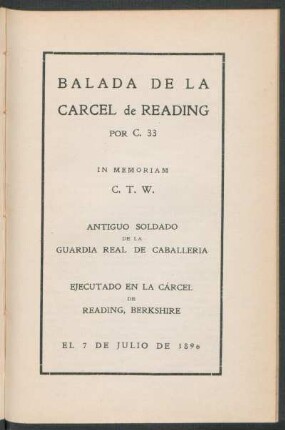 BALADA DE LA
CARCEL de READING
POR C. 33
IN MEMORIAM
C. T. W.
ANTIGUO SOLDADO
DE LA
GUARDIA REAL DE CABALLERIA
EJECUTADO EN LA CÁRCEL
DE
READING, BERKSHIRE
EL 7 DE JULIO DE 1896